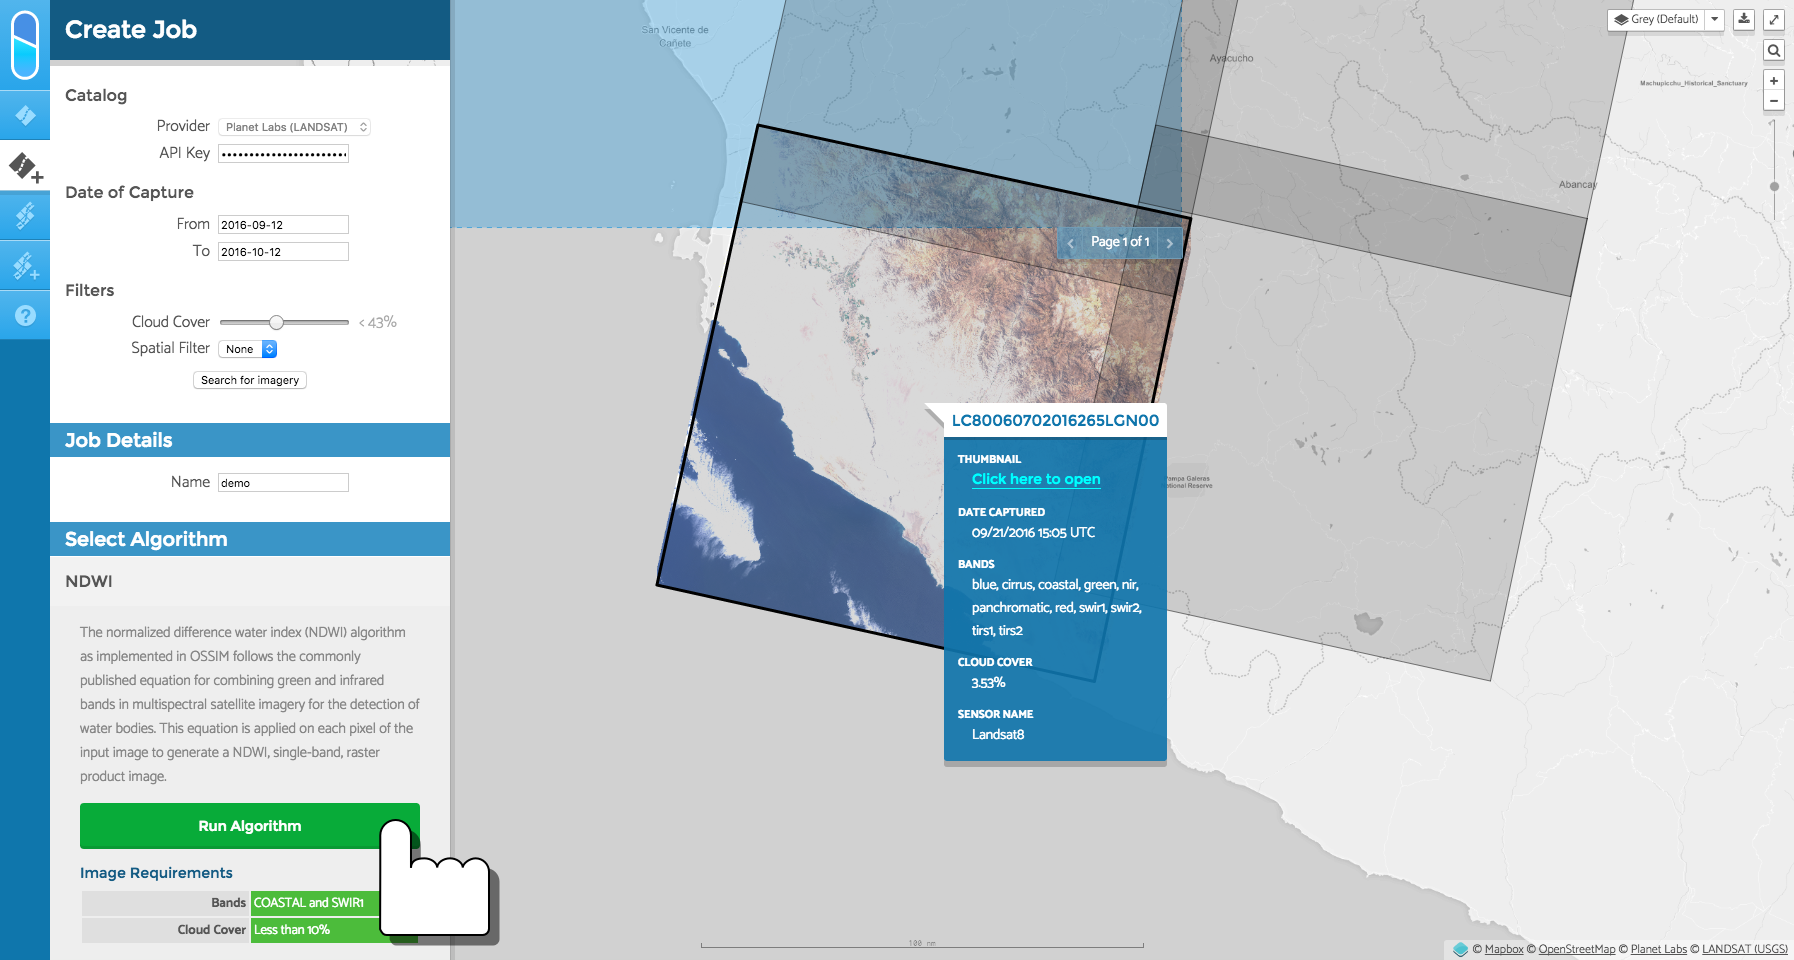 Create Job
Catalog
Provider Planet Labs (LANDSAT)
API Key ••••••••••••••••••••••••
Date of Capture
From 2016-09-12
To 2016-10-12
Filters
Cloud Cover < 43%
Spatial Filter None
Search for imagery
Job Details
Name demo
Select Algorithm
NDWI
The normalized difference water index (NDWI) algorithm
as implemented in OSSIM follows the commonly
published equation for combining green and infrared
bands in multispectral satellite imagery for the detection of
water bodies. This equation is applied on each pixel of the
input image to generate a NDWI, single-band, raster
product image.
Run Algorithm
Image Requirements
Bands COASTAL and SWIR1
Cloud Cover Less than 10%
San Vicente de
Cañete
Ayacucho
Grey (Default)
Machupicchu_Historical_Sanctuary
Abancay
Page 1 of 1
LC80060702016265LGN00
THUMBNAIL
Click here to open
DATE CAPTURED
09/21/2016 15:05 UTC
BANDS
blue, cirrus, coastal, green, nir,
panchromatic, red, swir1, swir2,
tirs1, tirs2
CLOUD COVER
3.53%
SENSOR NAME
Landsat8
Pampa Galeras
National Reserve
100 nm
© Mapbox © OpenStreetMap © Planet Labs © LANDSAT (USGS)